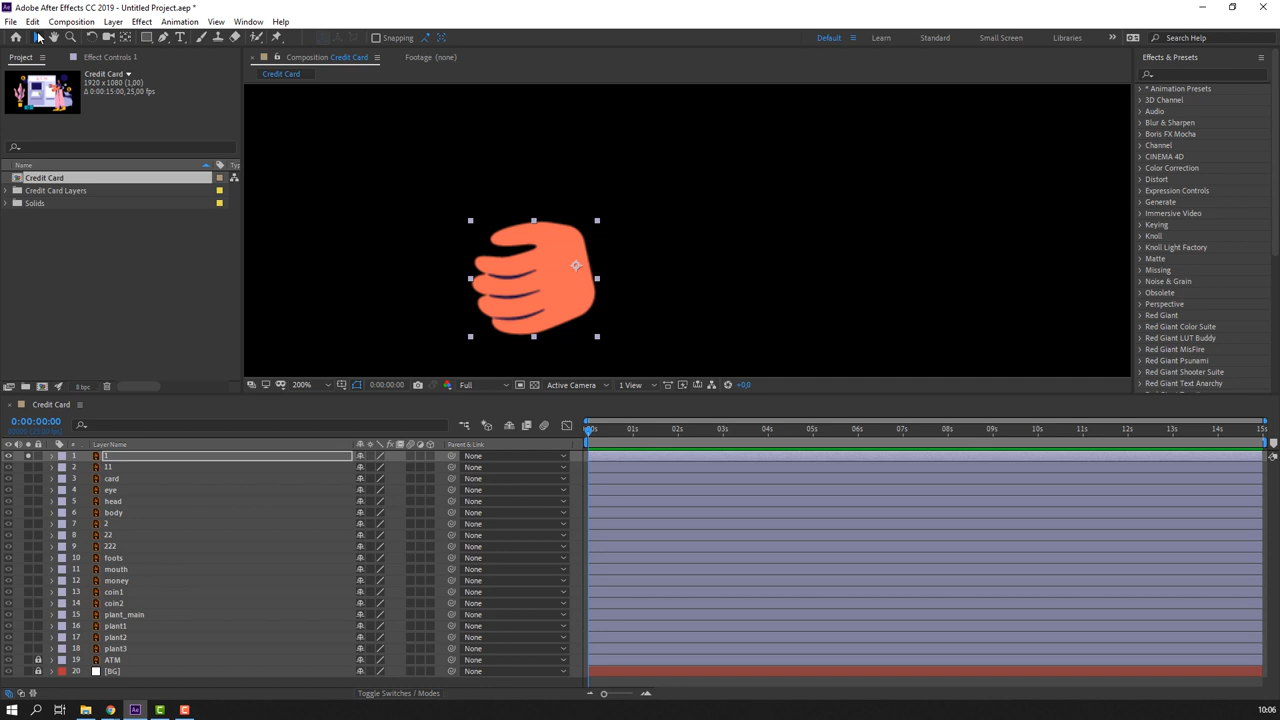 Adobe After Effects CC 2019 - Untitled Project.aep *
File Edit Composition Layer Effect Animation View Window Help
Snapping
Default Learn Standard Small Screen Libraries Search Help
Project Effect Controls 1
Composition Credit Card Footage (none)
Effects & Presets
Credit Card
Credit Card
1920 x 1080 (1,00)
Δ 0:00:15:00, 25,00 fps
Name Typ
Credit Card
Credit Card Layers
Solids
* Animation Presets
3D Channel
Audio
Blur & Sharpen
Boris FX Mocha
Channel
CINEMA 4D
Color Correction
Distort
Expression Controls
Generate
Immersive Video
Keying
Knoll
Knoll Light Factory
Matte
Missing
Noise & Grain
Obsolete
Perspective
Red Giant
Red Giant Color Suite
Red Giant LUT Buddy
Red Giant MisFire
Red Giant Psunami
Red Giant Shooter Suite
Red Giant Text Anarchy
8 bpc
200% 0:00:00:00 Full Active Camera 1 View +0,0
Credit Card
0:00:00:00
# Layer Name Parent & Link
:00s 01s 02s 03s 04s 05s 06s 07s 08s 09s 10s 11s 12s 13s 14s 15s
1 1 None
2 11 None
3 card None
4 eye None
5 head None
6 body None
7 2 None
8 22 None
9 222 None
10 foots None
11 mouth None
12 money None
13 coin1 None
14 coin2 None
15 plant_main None
16 plant1 None
17 plant2 None
18 plant3 None
19 ATM None
20 [BG] None
Toggle Switches / Modes
10:06